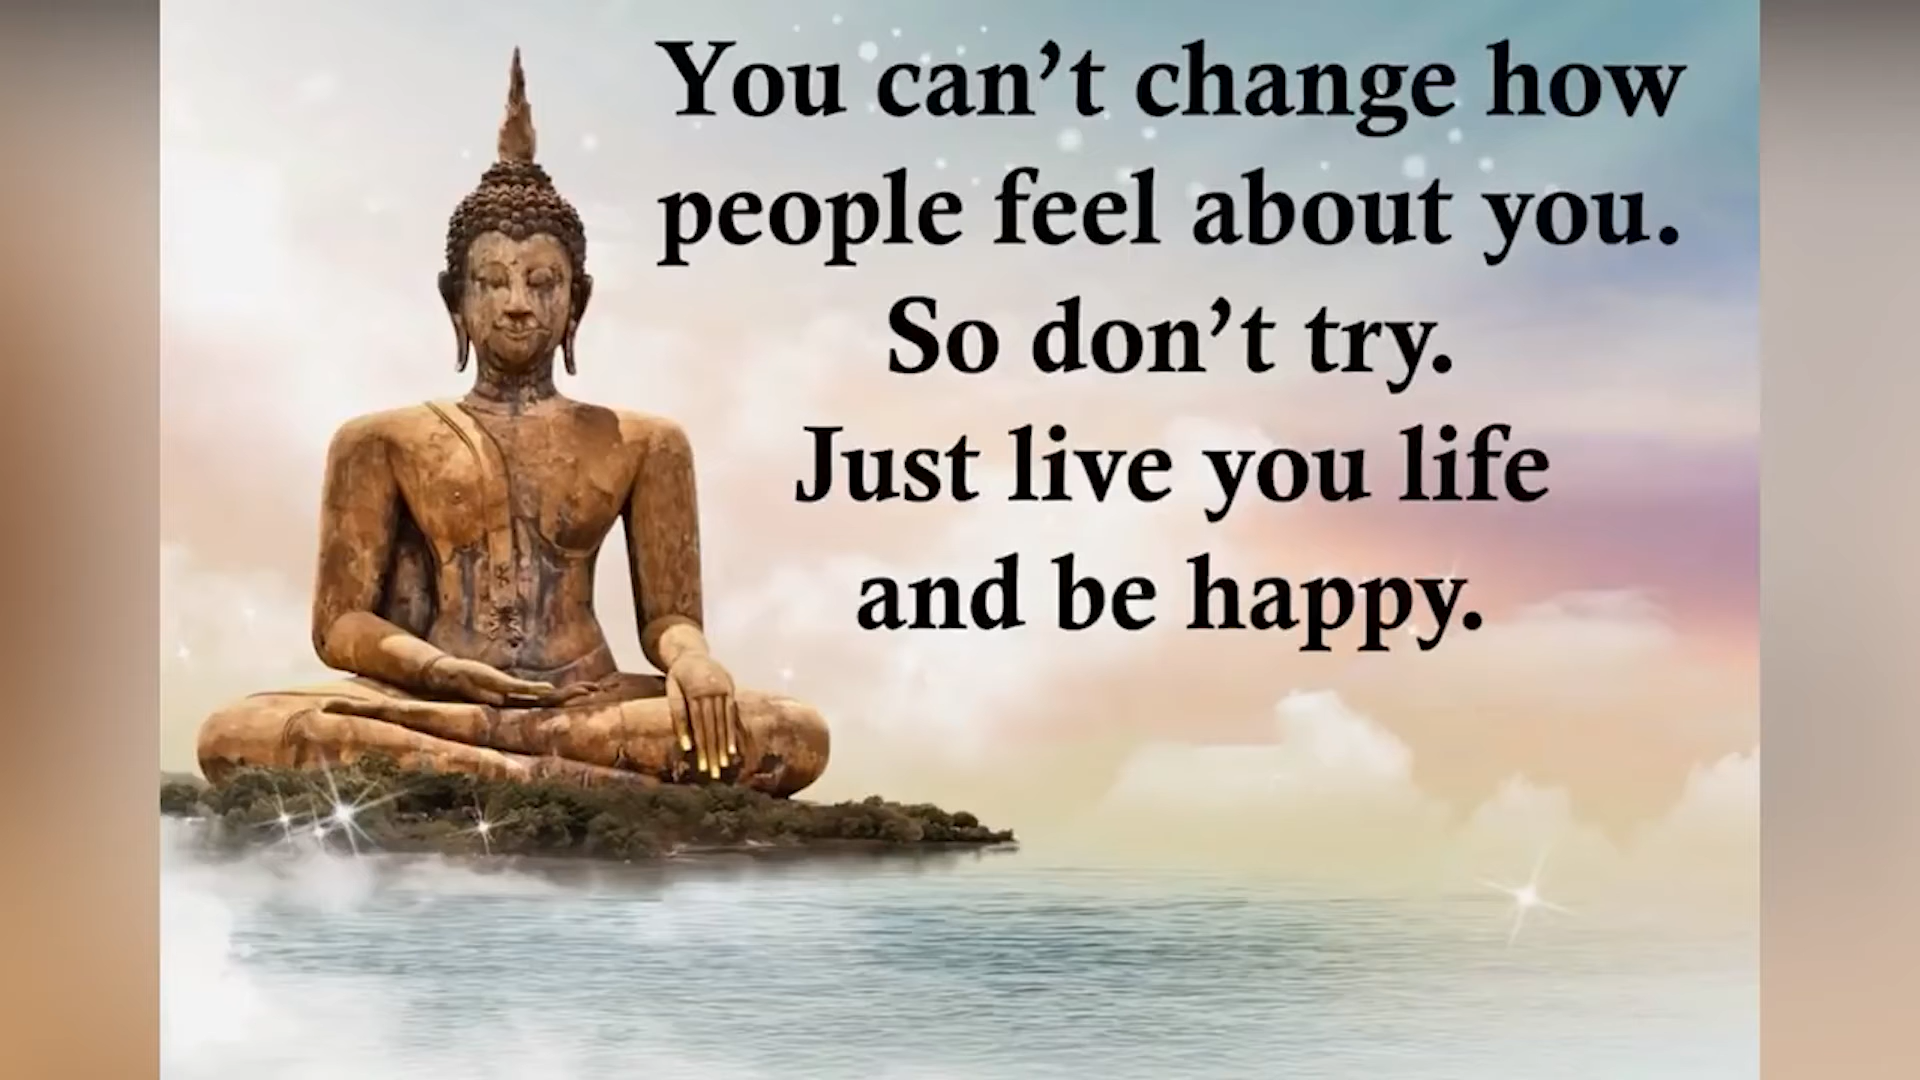 You can’t change how
people feel about you.
So don’t try.
Just live you life
and be happy.